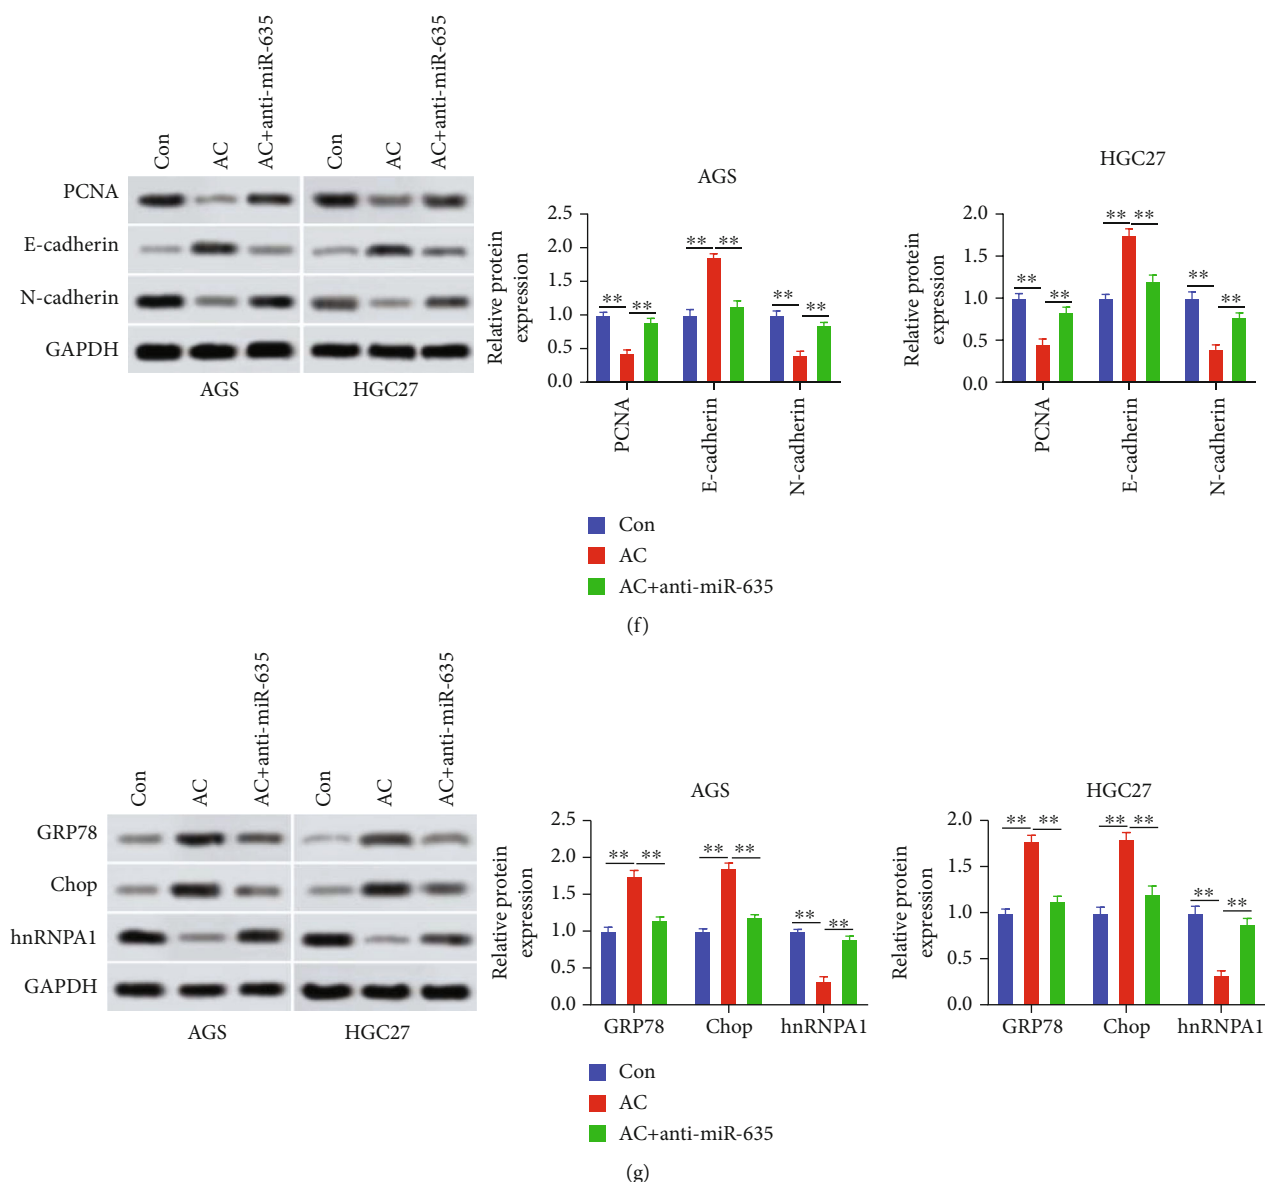 Con
AC
AC+anti-miR-635
Con
AC
AC+anti-miR-635
PCNA
E-cadherin
N-cadherin
GAPDH
AGS
HGC27
AGS
Relative protein
expression
2.5
2.0
1.5
1.0
0.5
0.0
** ** ** ** ** **
PCNA
E-cadherin
N-cadherin
HGC27
Relative protein
expression
2.0
1.5
1.0
0.5
0.0
** ** ** ** ** **
PCNA
E-cadherin
N-cadherin
Con
AC
AC+anti-miR-635
(f)
Con
AC
AC+anti-miR-635
Con
AC
AC+anti-miR-635
GRP78
Chop
hnRNPA1
GAPDH
AGS
HGC27
AGS
Relative protein
expression
2.5
2.0
1.5
1.0
0.5
0.0
** ** ** ** ** **
GRP78
Chop
hnRNPA1
HGC27
Relative protein
expression
2.0
1.5
1.0
0.5
0.0
** ** ** ** ** **
GRP78
Chop
hnRNPA1
Con
AC
AC+anti-miR-635
(g)